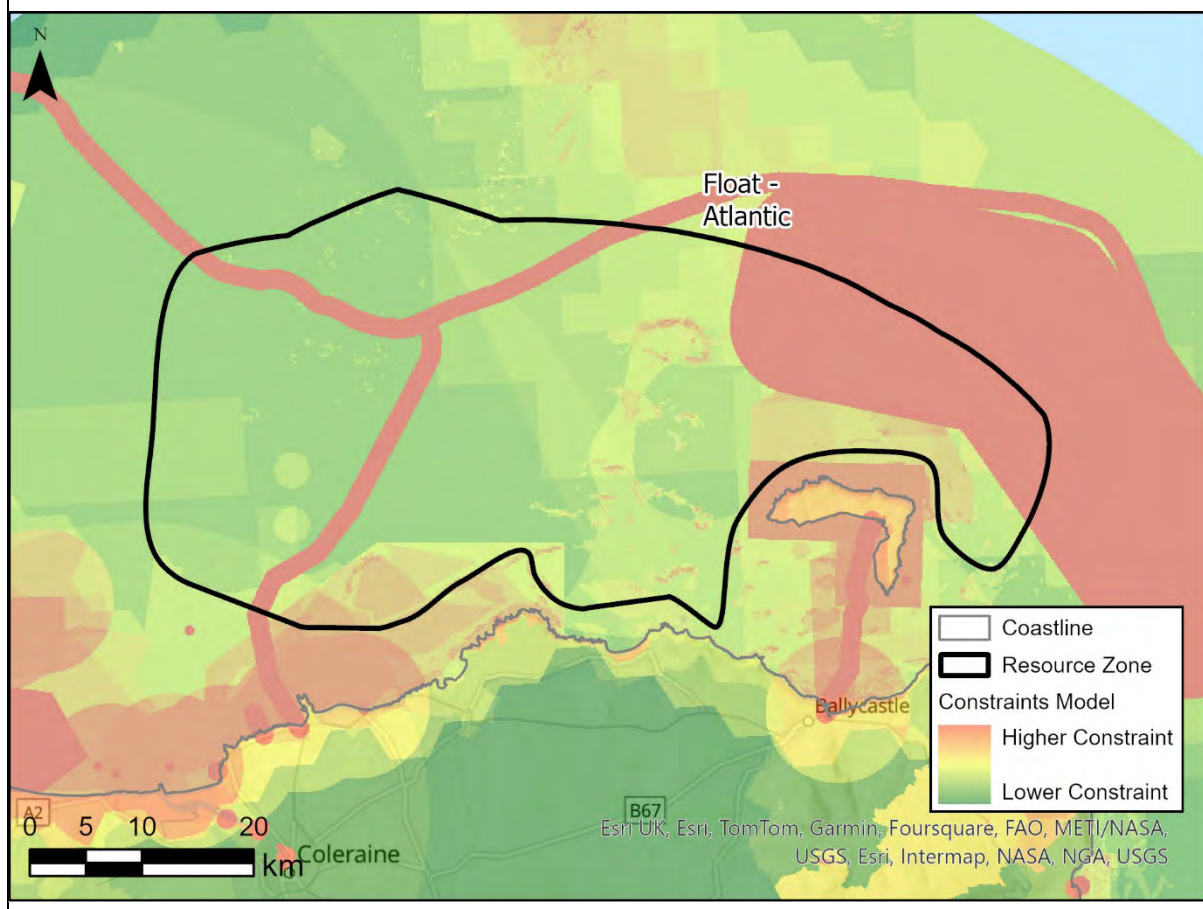 N
Float -
Atlantic
Ballycastle
A2
B67
Coleraine
0 5 10 20
km
Coastline
Resource Zone
Constraints Model
Higher Constraint
Lower Constraint
Esri UK, Esri, TomTom, Garmin, Foursquare, FAO, METI/NASA,
USGS, Esri, Intermap, NASA, NGA, USGS